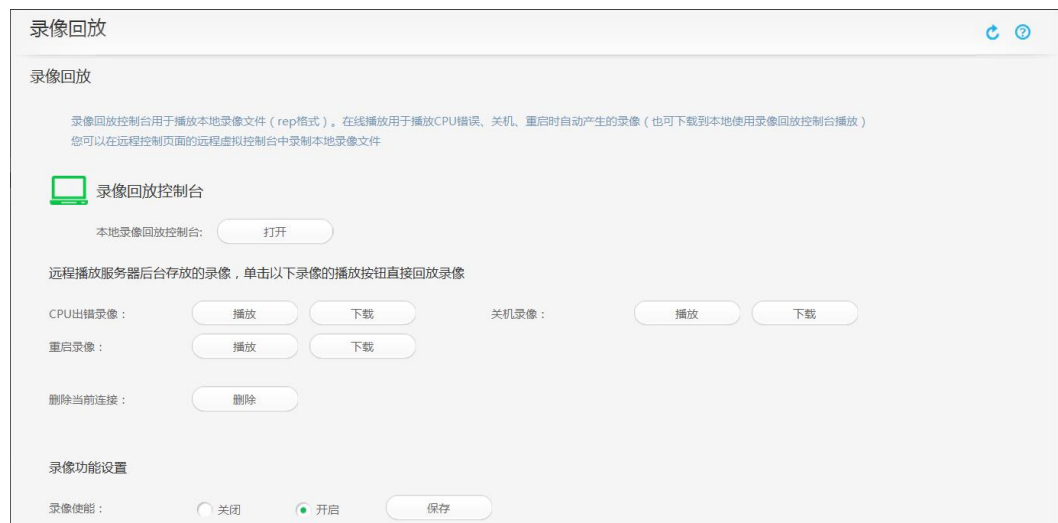 录像回放
录像回放
录像回放控制台用于播放本地录像文件（rep格式）。在线播放用于播放CPU错误、关机、重启时自动产生的录像（也可下载到本地使用录像回放控制台播放）
您可以在远程控制页面的远程虚拟控制台中录制本地录像文件
录像回放控制台
本地录像回放控制台: 打开
远程播放服务器后台存放的录像，单击以下录像的播放按钮直接回放录像
CPU出错录像： 播放 下载 关机录像： 播放 下载
重启录像： 播放 下载
删除当前连接： 删除
录像功能设置
录像使能： 关闭 开启 保存